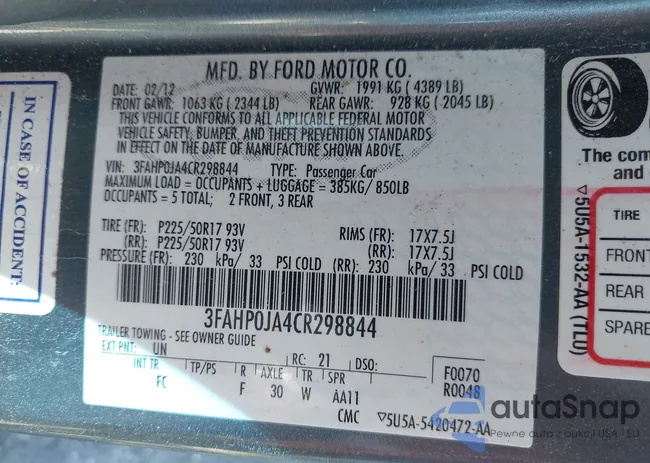 MFD. BY FORD MOTOR CO.
DATE: 02/12 GVWR: 1991 KG ( 4389 LB)
FRONT GAWR: 1063 KG ( 2344 LB) REAR GAWR: 928 KG ( 2045 LB)
THIS VEHICLE CONFORMS TO ALL APPLICABLE FEDERAL MOTOR
VEHICLE SAFETY, BUMPER, AND THEFT PREVENTION STANDARDS
IN EFFECT ON THE DATE OF MANUFACTURE SHOWN ABOVE.
VIN: 3FAHP0JA4CR298844 TYPE: Passenger Car
MAXIMUM LOAD = OCCUPANTS + LUGGAGE = 385KG/ 850LB
OCCUPANTS = 5 TOTAL; 2 FRONT, 3 REAR
TIRE (FR): P225/50R17 93V RIMS (FR): 17X7.5J
(RR): P225/50R17 93V (RR): 17X7.5J
PRESSURE (FR): 230 kPa/ 33 PSI COLD (RR): 230 kPa/ 33 PSI COLD
3FAHP0JA4CR298844
TRAILER TOWING - SEE OWNER GUIDE
EXT PNT: UN RC: 21 DSO: F0070
INT TR TP/PS R AXLE TR SPR R0048
FC F 30 W AA11
CMC ▽5U5A-5420472-AA
IN CASE OF ACCIDENT:
The com
and
TIRE
FRONT
REAR
SPARE
▽5U5A-1532-AA (TLU)
autoSnap
Pewne auto z aukcji USA i EU